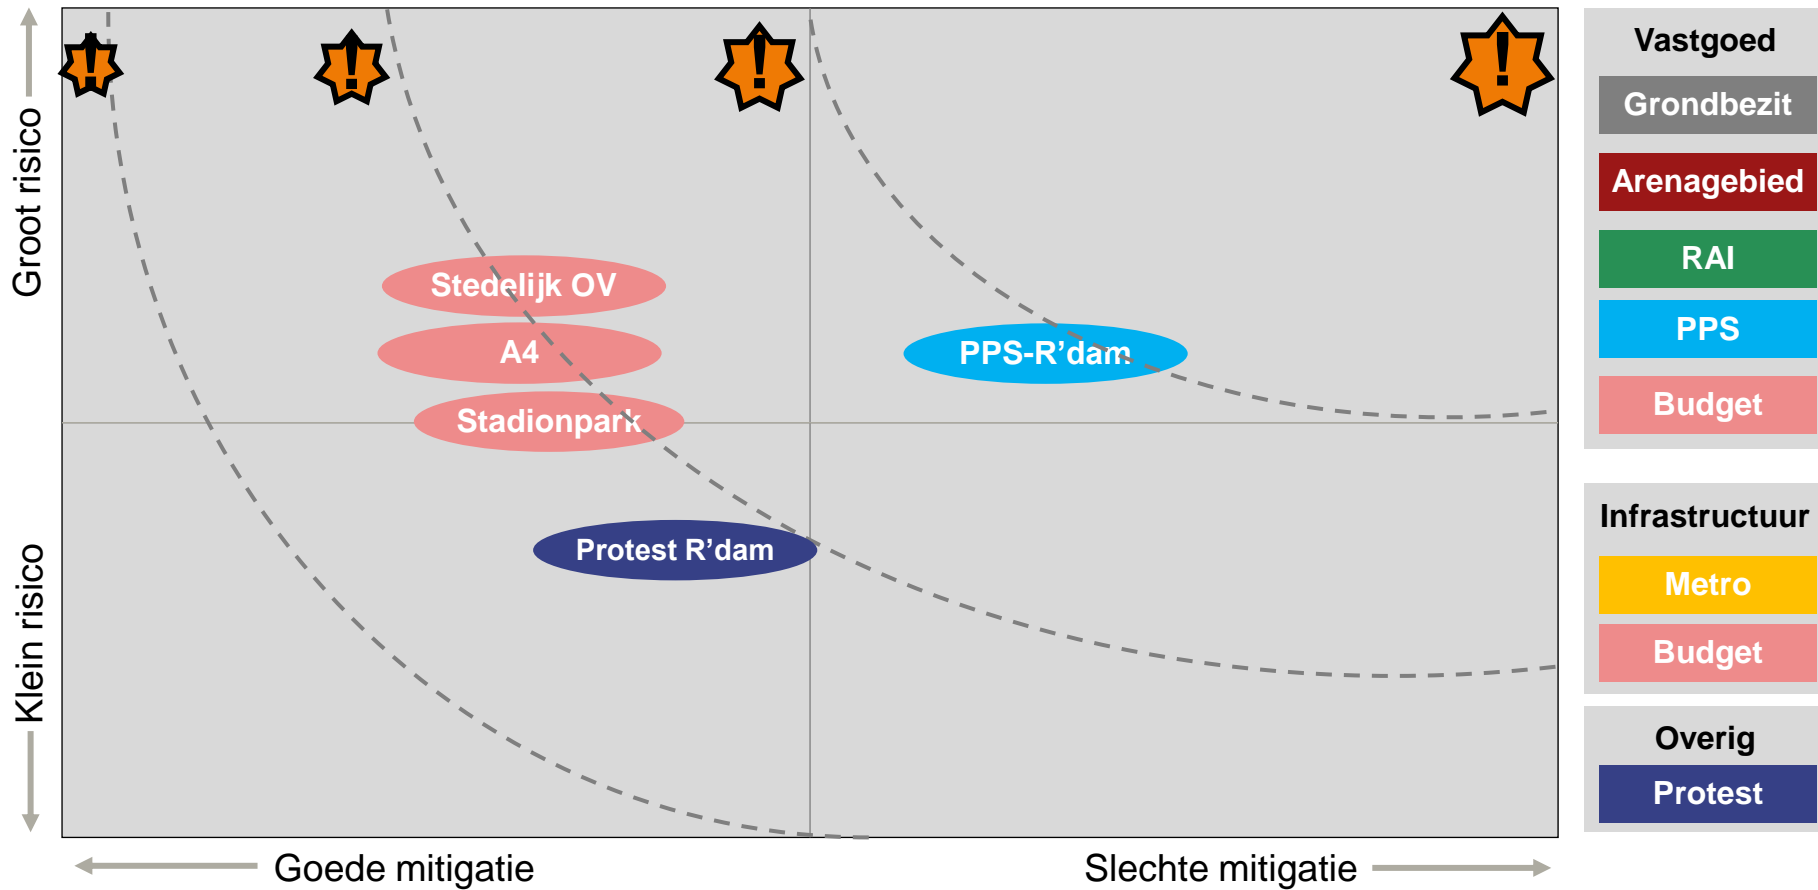 !
!
!
!
Groot risico
Klein risico
Stedelijk OV
A4
Stadionpark
PPS-R’dam
Protest R’dam
Goede mitigatie
Slechte mitigatie
Vastgoed
Grondbezit
Arenagebied
RAI
PPS
Budget
Infrastructuur
Metro
Budget
Overig
Protest